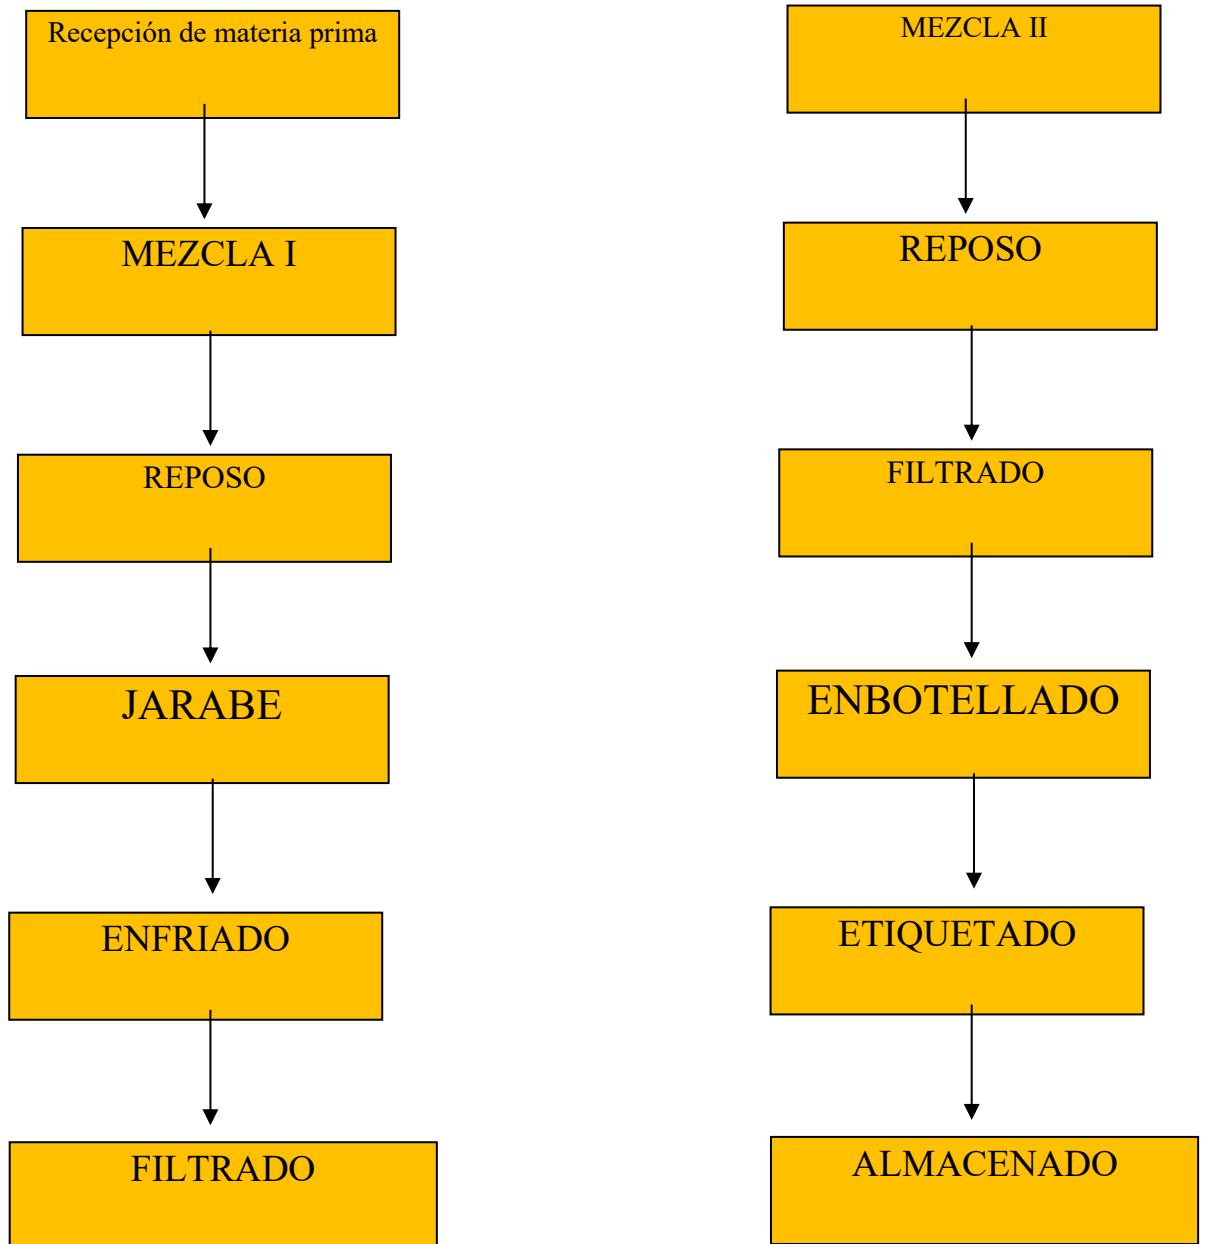 Recepción de materia prima
MEZCLA I
REPOSO
JARABE
ENFRIADO
FILTRADO
MEZCLA II
REPOSO
FILTRADO
ENBOTELLADO
ETIQUETADO
ALMACENADO